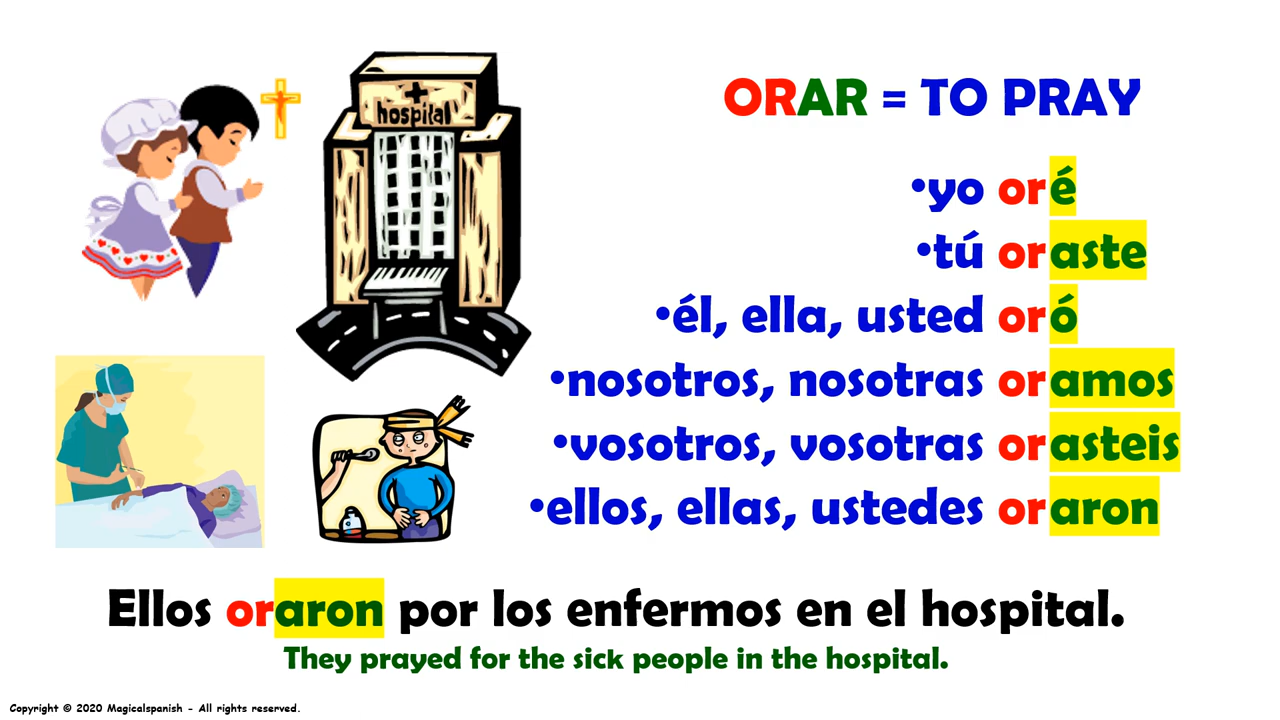 hospital
ORAR = TO PRAY
•yo oré
•tú oraste
•él, ella, usted oró
•nosotros, nosotras oramos
•vosotros, vosotras orasteis
•ellos, ellas, ustedes oraron
Ellos oraron por los enfermos en el hospital.
They prayed for the sick people in the hospital.
Copyright © 2020 Magicalspanish - All rights reserved.